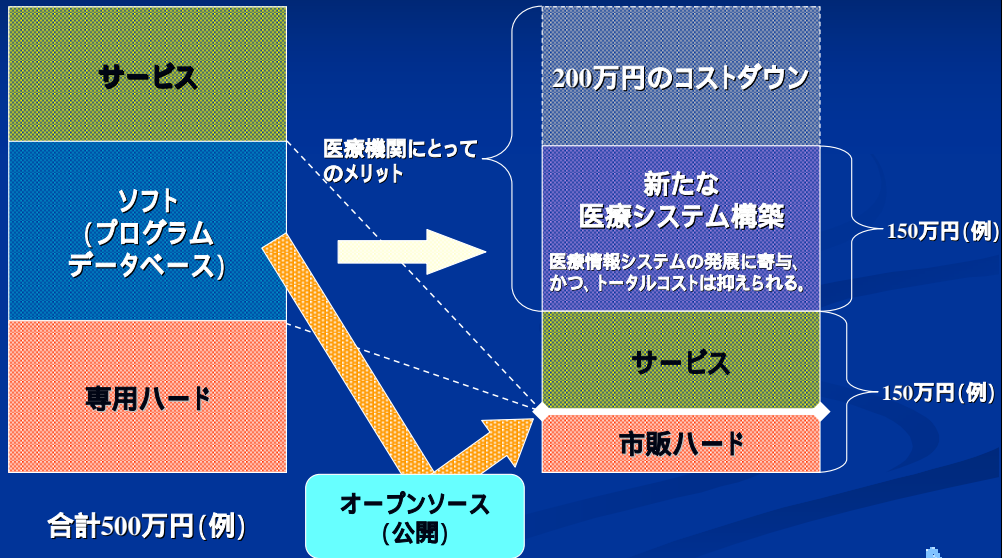 サービス
ソフト
(プログラム
データベース)
専用ハード
合計500万円(例)
医療機関にとって
のメリット
オープンソース
(公開)
200万円のコストダウン
新たな
医療システム構築
医療情報システムの発展に寄与、
かつ、トータルコストは抑えられる。
150万円(例)
サービス
市販ハード
150万円(例)